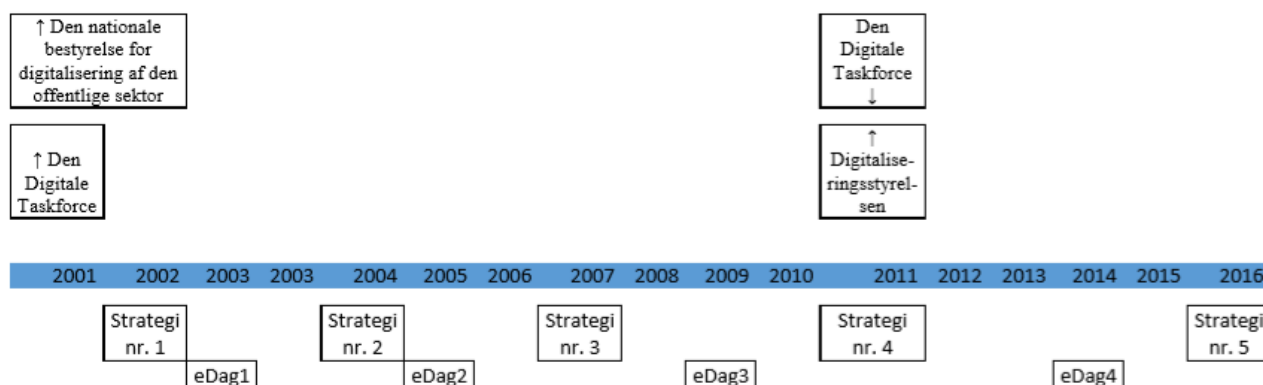 ↑ Den nationale
bestyrelse for
digitalisering af den
offentlige sektor
Den
Digitale
Taskforce
↓
↑ Den
Digitale
Taskforce
↑
Digitalise-
ringsstyrel-
sen
2001 2002 2003 2003 2004 2005 2006 2007 2008 2009 2010 2011 2012 2013 2014 2015 2016
Strategi
nr. 1
Strategi
nr. 2
Strategi
nr. 3
Strategi
nr. 4
Strategi
nr. 5
eDag1
eDag2
eDag3
eDag4